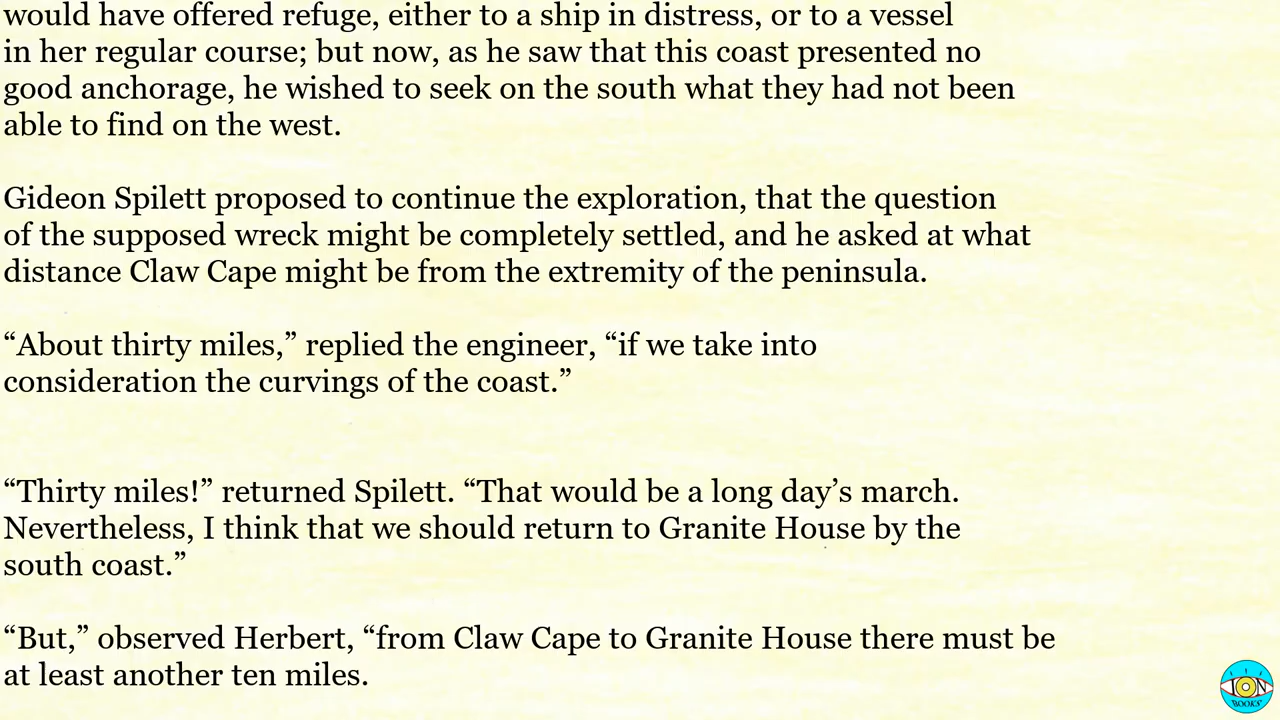 would have offered refuge, either to a ship in distress, or to a vessel
in her regular course; but now, as he saw that this coast presented no
good anchorage, he wished to seek on the south what they had not been
able to find on the west.
Gideon Spilett proposed to continue the exploration, that the question
of the supposed wreck might be completely settled, and he asked at what
distance Claw Cape might be from the extremity of the peninsula.
“About thirty miles,” replied the engineer, “if we take into
consideration the curvings of the coast.”
“Thirty miles!” returned Spilett. “That would be a long day’s march.
Nevertheless, I think that we should return to Granite House by the
south coast.”
“But,” observed Herbert, “from Claw Cape to Granite House there must be
at least another ten miles.
ION
BOOKS